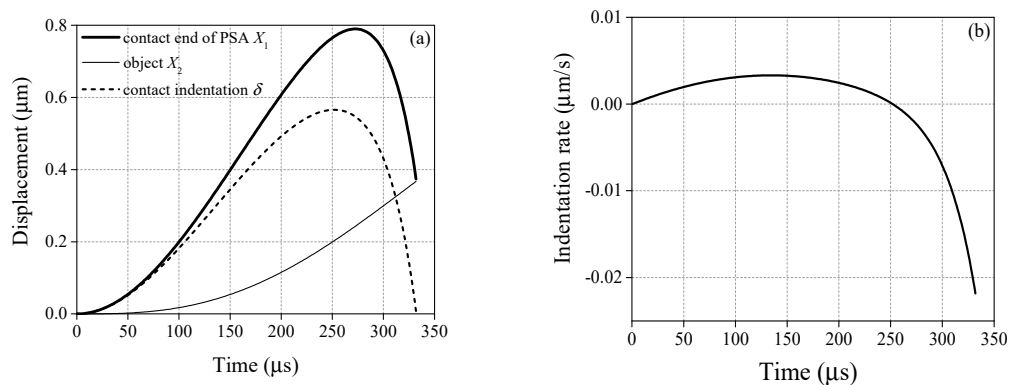 0.8
0.6
0.4
0.2
0.0
0 50 100 150 200 250 300 350
Displacement (μm)
Time (μs)
contact end of PSA X1
object X2
contact indentation δ
(a)
0.01
0.00
-0.01
-0.02
0 50 100 150 200 250 300 350
Indentation rate (μm/s)
Time (μs)
(b)